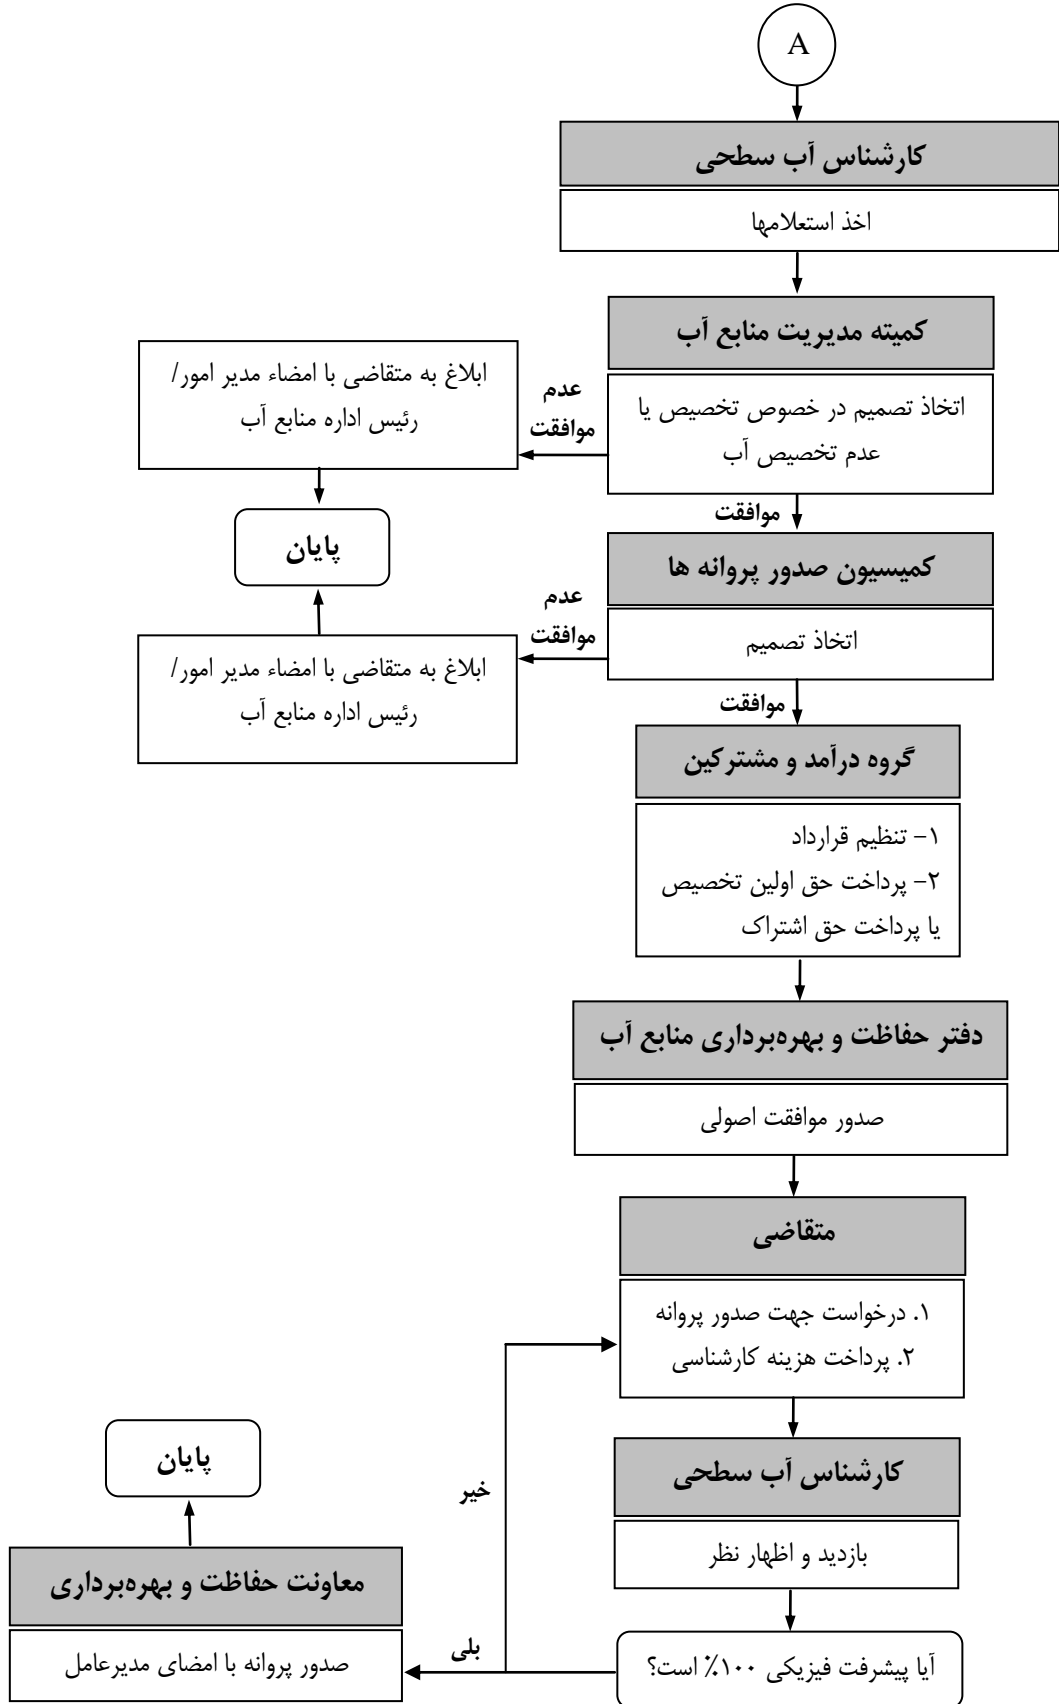 A
کارشناس آب سطحی
اخذ استعلامها
کمیته مدیریت منابع آب
اتخاذ تصمیم در خصوص تخصیص یا
عدم تخصیص آب
عدم
موافقت
ابلاغ به متقاضی با امضاء مدیر امور/
رئیس اداره منابع آب
پایان
موافقت
کمیسیون صدور پروانه ها
اتخاذ تصمیم
عدم
موافقت
ابلاغ به متقاضی با امضاء مدیر امور/
رئیس اداره منابع آب
موافقت
گروه درآمد و مشترکین
۱- تنظیم قرارداد
۲- پرداخت حق اولین تخصیص
یا پرداخت حق اشتراک
دفتر حفاظت و بهره‌برداری منابع آب
صدور موافقت اصولی
متقاضی
۱. درخواست جهت صدور پروانه
۲. پرداخت هزینه کارشناسی
کارشناس آب سطحی
بازدید و اظهار نظر
آیا پیشرفت فیزیکی ۱۰۰٪ است؟
خیر
بلی
معاونت حفاظت و بهره‌برداری
صدور پروانه با امضای مدیرعامل
پایان